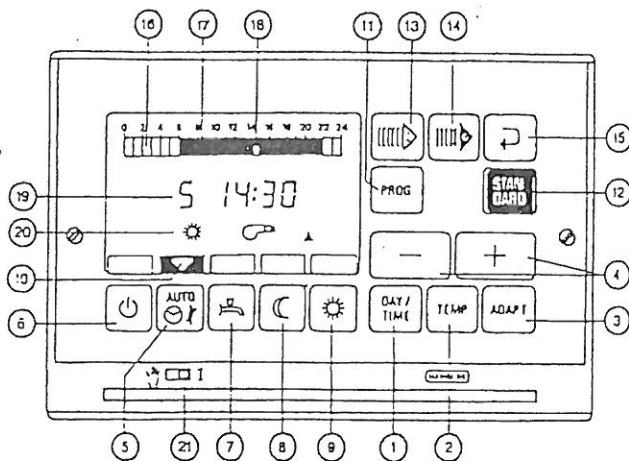 16 17 18 11 13 14
0 2 4 6 8 10 12 14 16 18 20 22 24
15
PROG
STAN
DARD
12
19
S 14:30
20
10
− +
4
6
AUTO
DAY/
TIME
TEMP
ADAPT
3
I
5 21 7 8 9 1 2